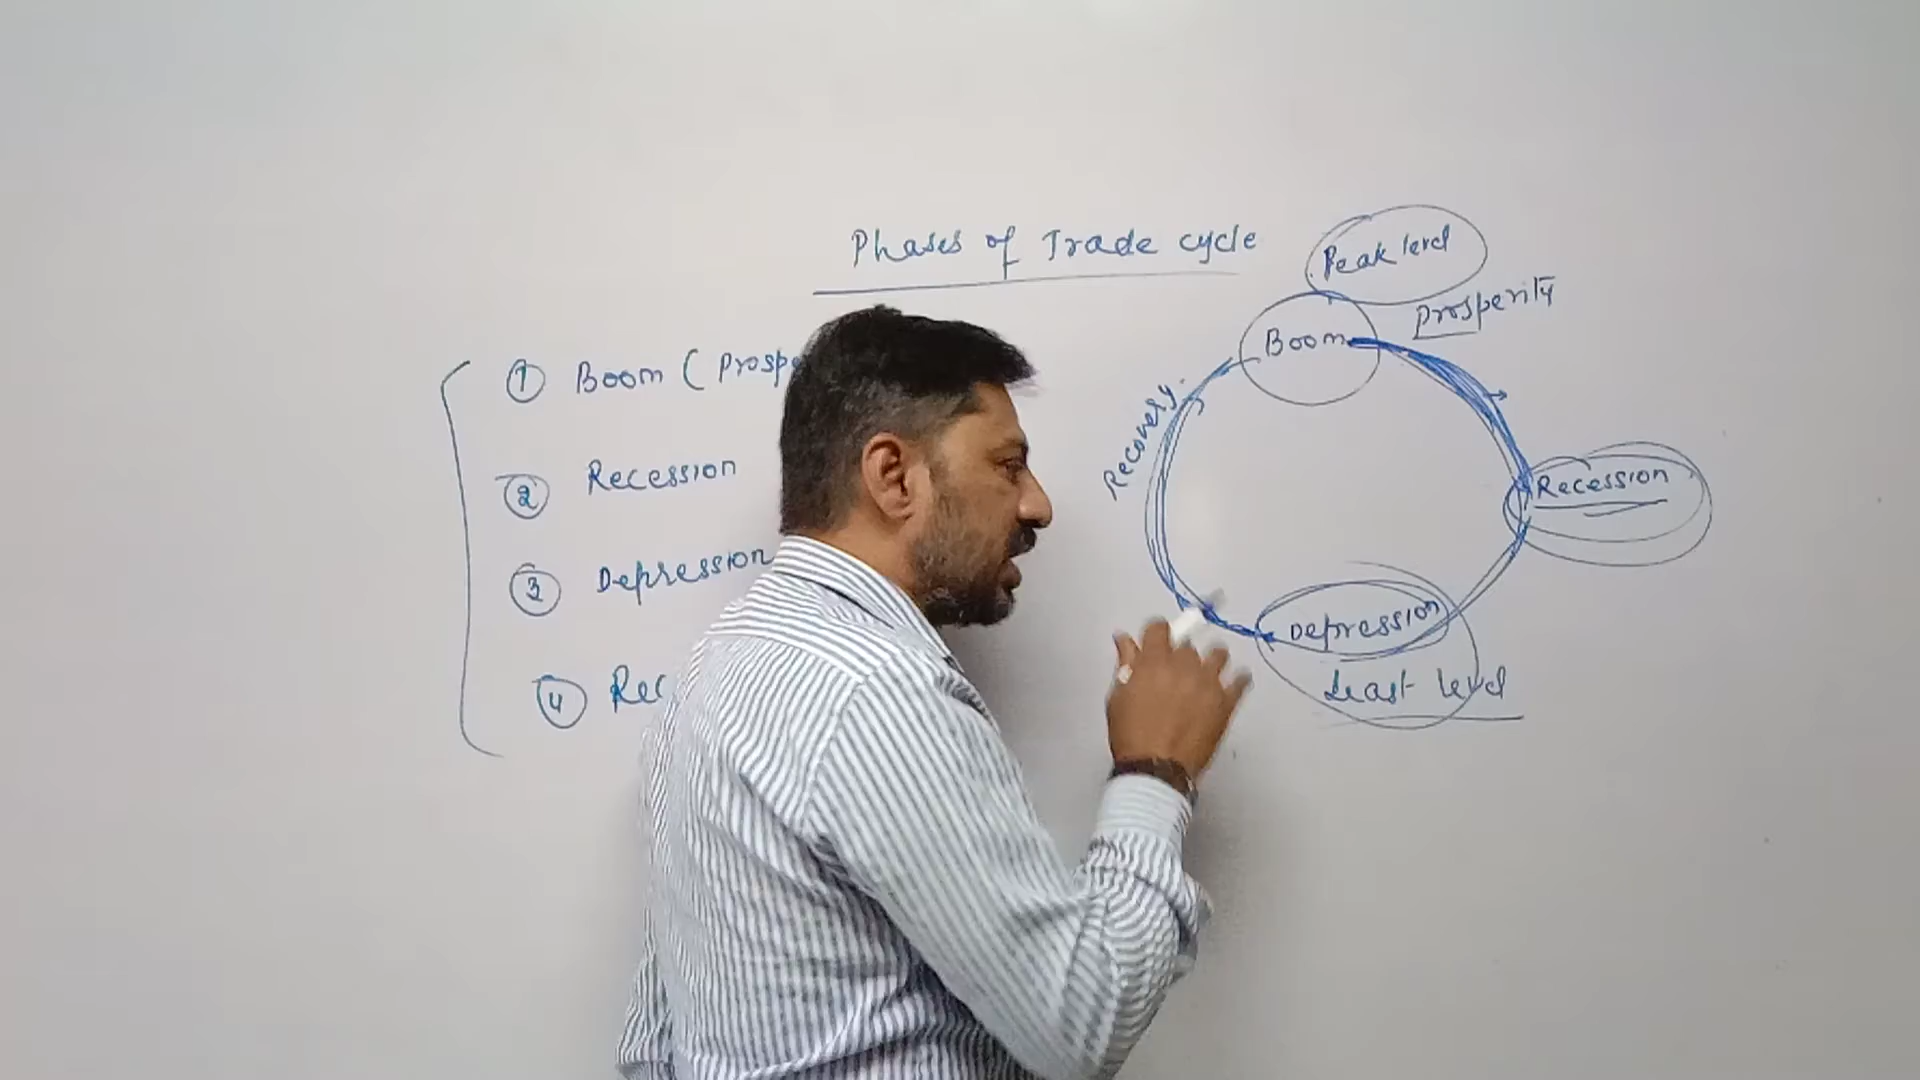 Phases of Trade cycle
① Boom (Prospe
② Recession
③ Depression
④ Rec
Peak level
Boom
Prosperity
Recovery
Recession
Depression
Least level